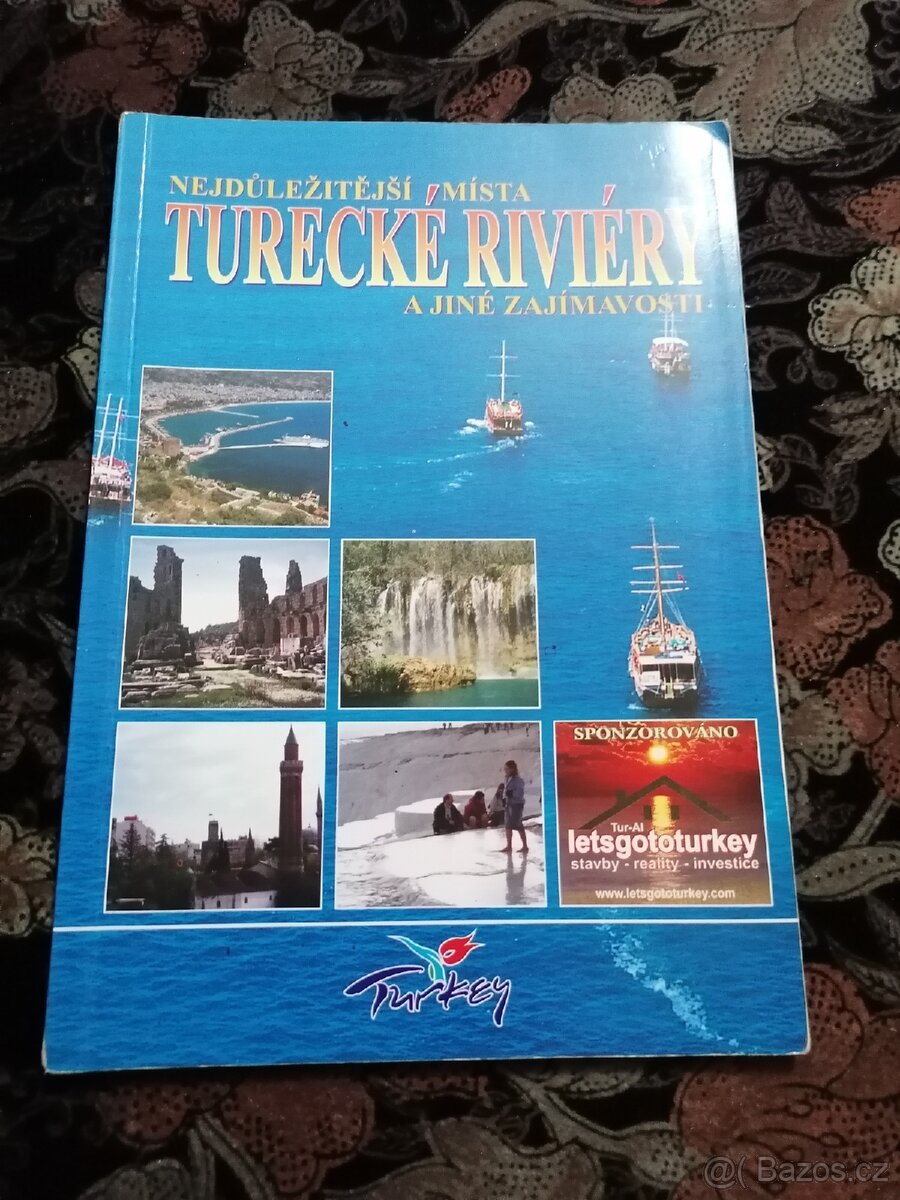 NEJDŮLEŽITĚJŠÍ MÍSTA
TURECKÉ RIVIÉRY
A JINÉ ZAJÍMAVOSTI
SPONZOROVÁNO
Tur-Al
letsgototurkey
stavby - reality - investice
www.letsgototurkey.com
Turkey
@( Bazos.cz